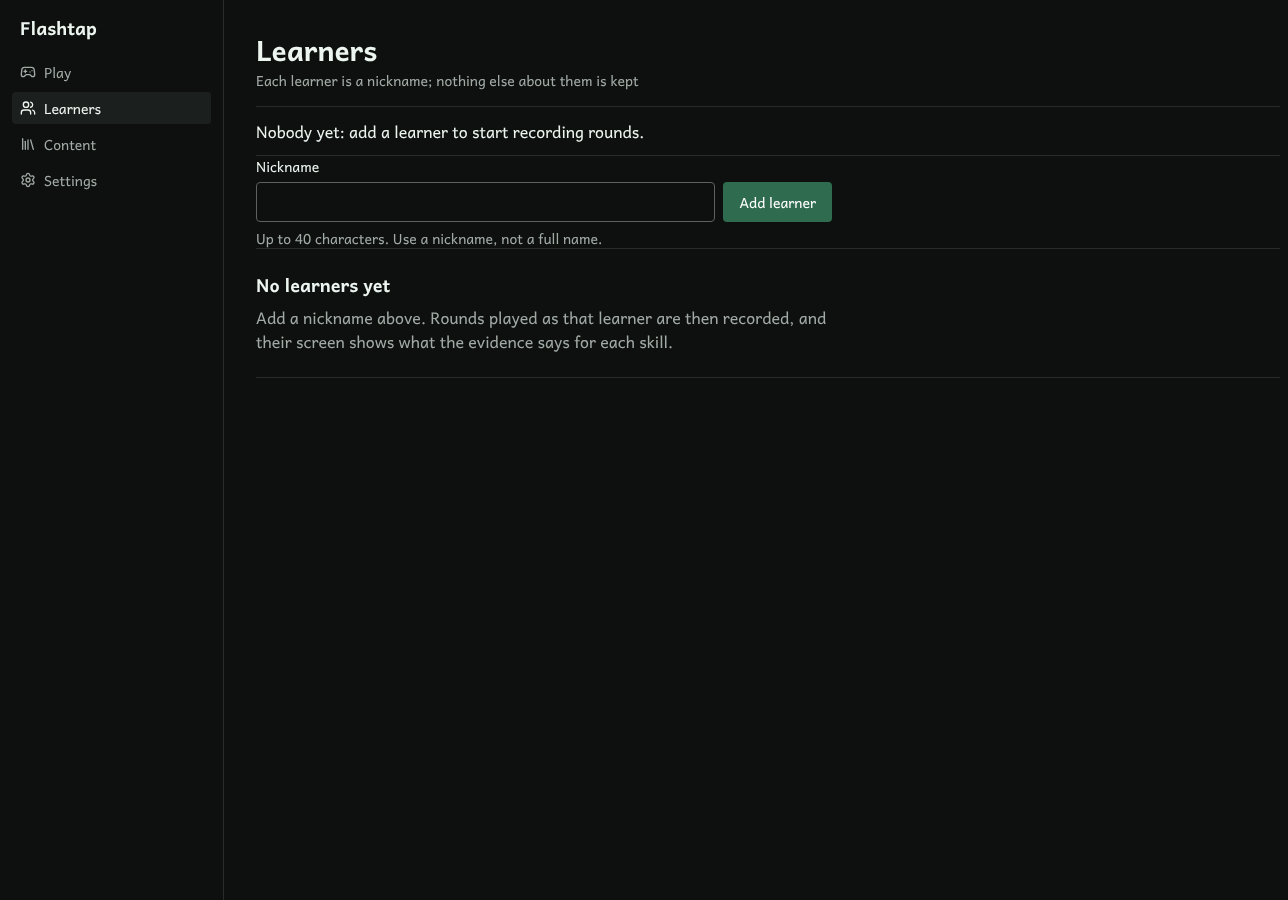 Flashtap
Play
Learners
Content
Settings
Learners
Each learner is a nickname; nothing else about them is kept
Nobody yet: add a learner to start recording rounds.
Nickname
Add learner
Up to 40 characters. Use a nickname, not a full name.
No learners yet
Add a nickname above. Rounds played as that learner are then recorded, and
their screen shows what the evidence says for each skill.